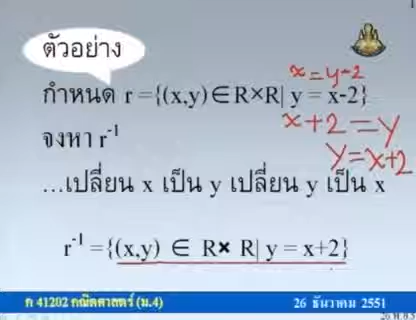 ตัวอย่าง
x = y-2
กำหนด r ={(x,y)∈R×R| y = x-2}
x+2 = y
จงหา r⁻¹
y = x+2
...เปลี่ยน x เป็น y เปลี่ยน y เป็น x
r⁻¹ ={(x,y) ∈ R× R| y = x+2}
ค 41202 คณิตศาสตร์ (ม.4)
26 ธันวาคม 2551